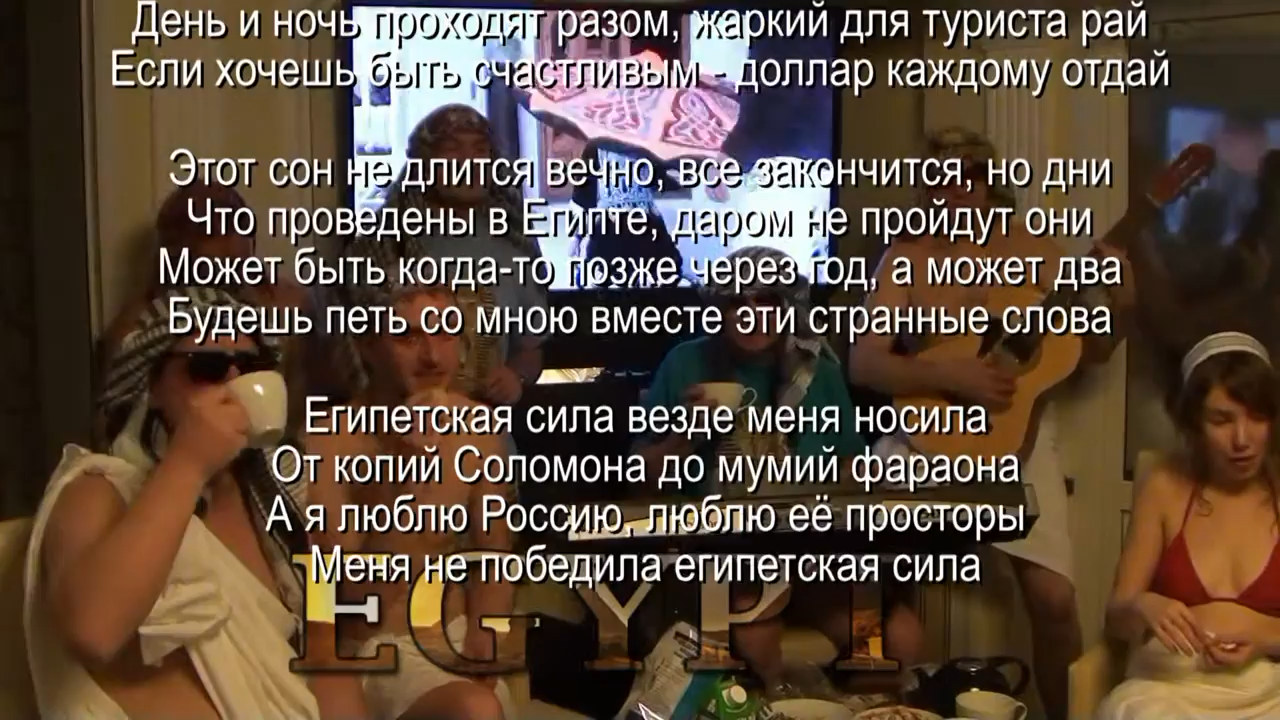 День и ночь проходят разом, жаркий для туриста рай
Если хочешь быть счастливым - доллар каждому отдай
Этот сон не длится вечно, все закончится, но дни
Что проведены в Египте, даром не пройдут они
Может быть когда-то позже через год, а может два
Будешь петь со мною вместе эти странные слова
Египетская сила везде меня носила
От копий Соломона до мумий фараона
А я люблю Россию, люблю её просторы
Меня не победила египетская сила
EGYPT